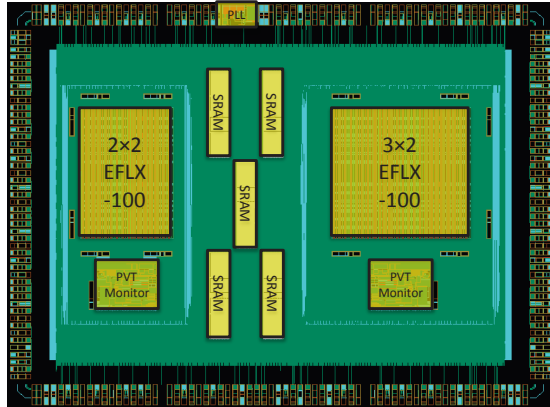 PLL
SRAM
SRAM
2×2
EFLX
-100
3×2
EFLX
-100
SRAM
PVT
Monitor
SRAM
SRAM
PVT
Monitor